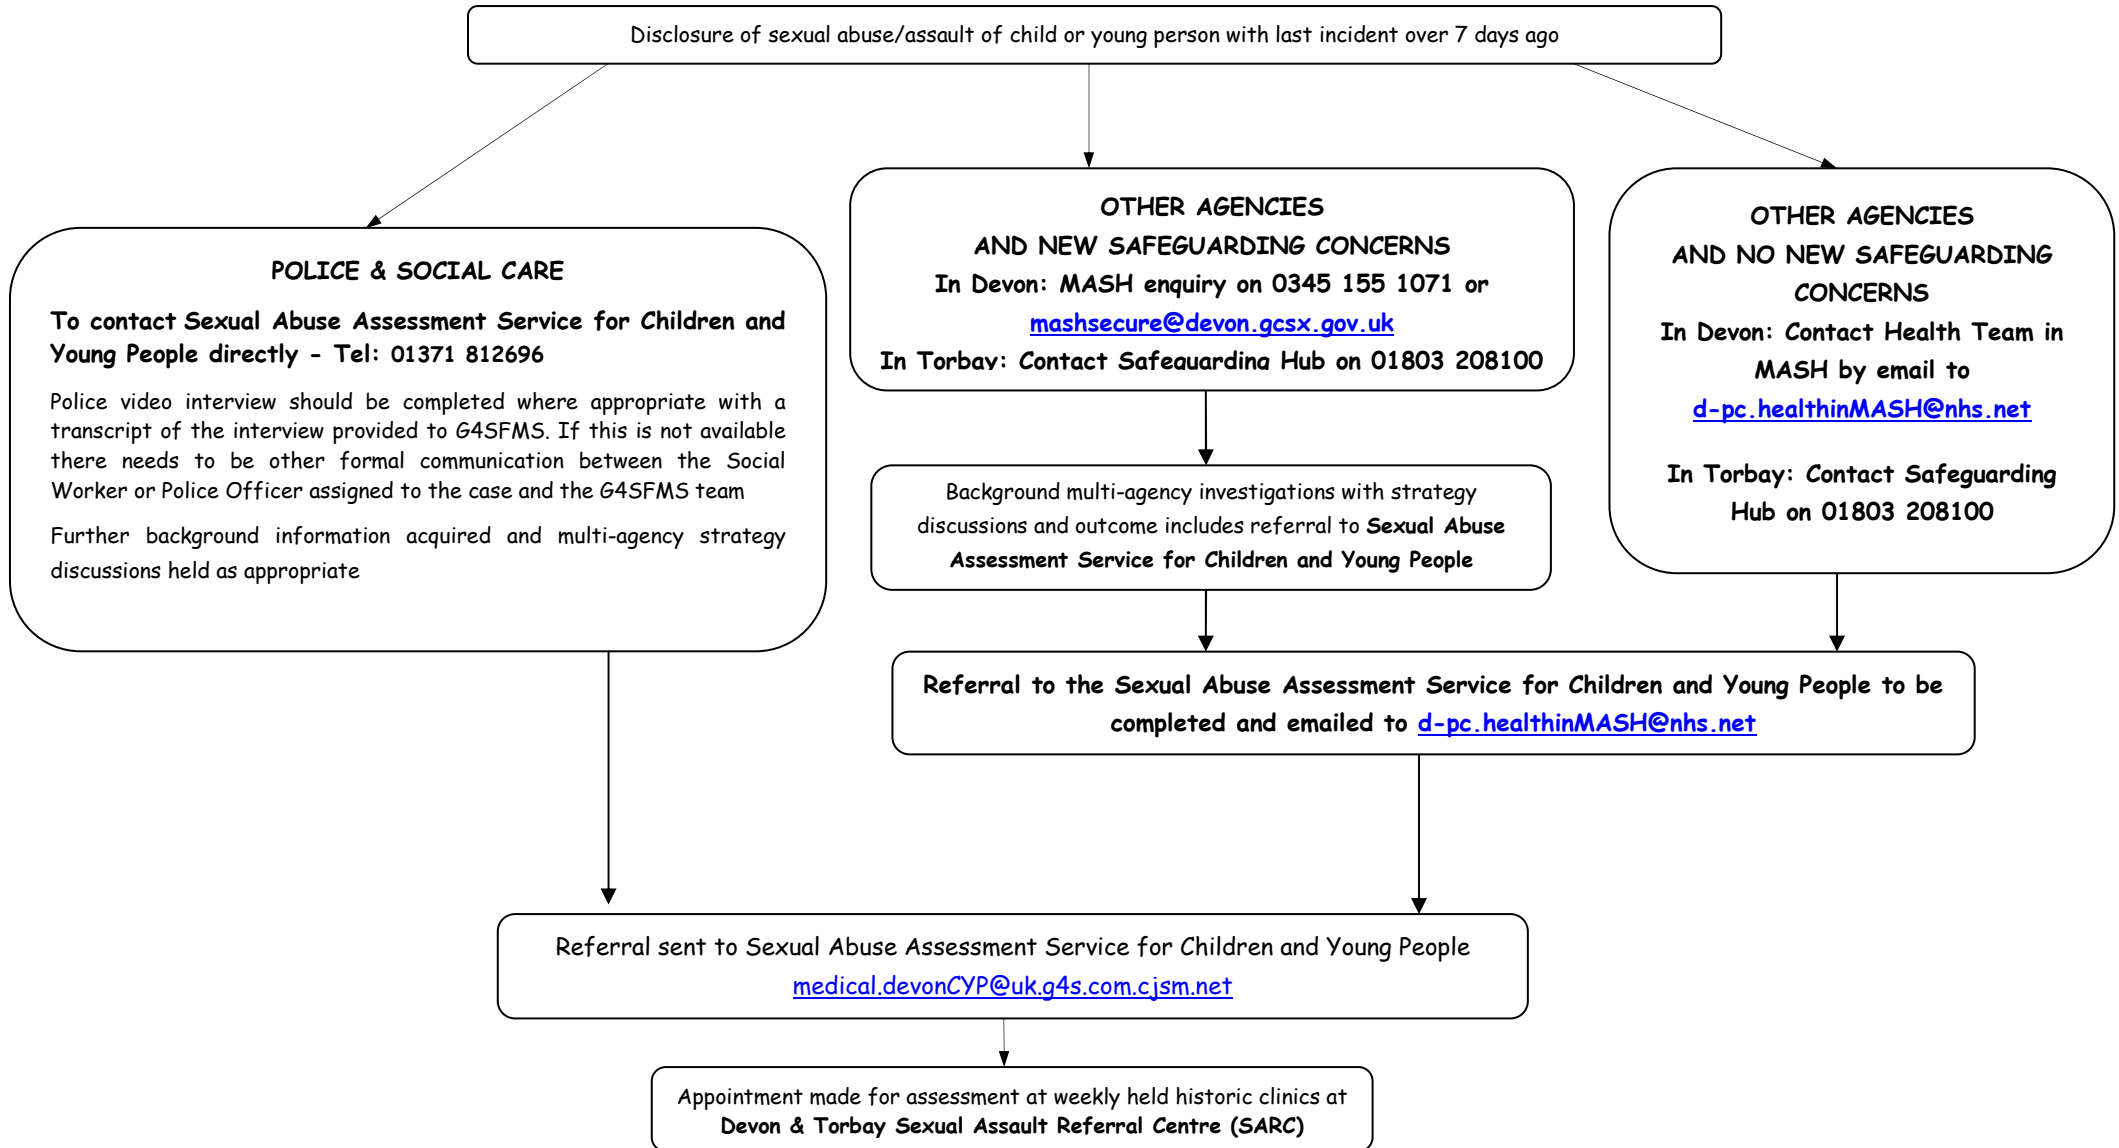 Disclosure of sexual abuse/assault of child or young person with last incident over 7 days ago
POLICE & SOCIAL CARE
To contact Sexual Abuse Assessment Service for Children and
Young People directly - Tel: 01371 812696
Police video interview should be completed where appropriate with a
transcript of the interview provided to G4SFMS. If this is not available
there needs to be other formal communication between the Social
Worker or Police Officer assigned to the case and the G4SFMS team
Further background information acquired and multi-agency strategy
discussions held as appropriate
OTHER AGENCIES
AND NEW SAFEGUARDING CONCERNS
In Devon: MASH enquiry on 0345 155 1071 or
mashsecure@devon.gcsx.gov.uk
In Torbay: Contact Safeguarding Hub on 01803 208100
OTHER AGENCIES
AND NO NEW SAFEGUARDING
CONCERNS
In Devon: Contact Health Team in
MASH by email to
d-pc.healthinMASH@nhs.net
In Torbay: Contact Safeguarding
Hub on 01803 208100
Background multi-agency investigations with strategy
discussions and outcome includes referral to Sexual Abuse
Assessment Service for Children and Young People
Referral to the Sexual Abuse Assessment Service for Children and Young People to be
completed and emailed to d-pc.healthinMASH@nhs.net
Referral sent to Sexual Abuse Assessment Service for Children and Young People
medical.devonCYP@uk.g4s.com.cjsm.net
Appointment made for assessment at weekly held historic clinics at
Devon & Torbay Sexual Assault Referral Centre (SARC)